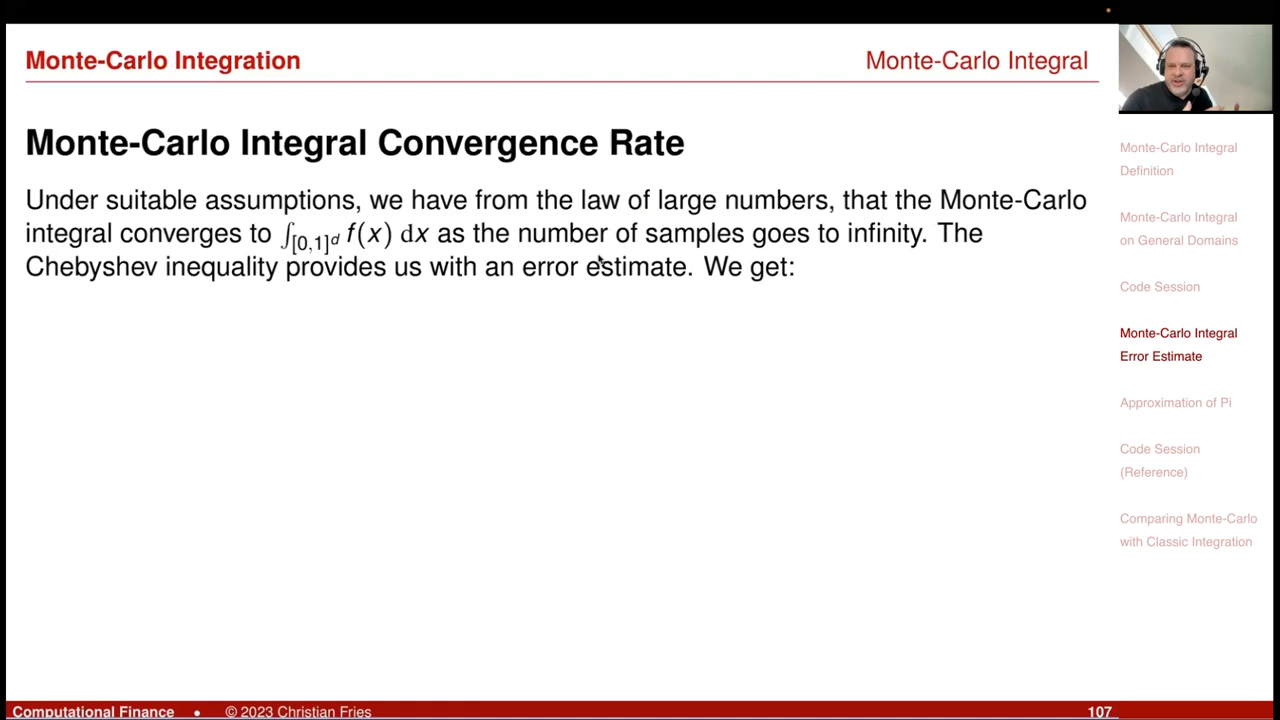 Monte-Carlo Integration
Monte-Carlo Integral
Monte-Carlo Integral Convergence Rate
Under suitable assumptions, we have from the law of large numbers, that the Monte-Carlo
integral converges to ∫[0,1]ᵈ f(x) dx as the number of samples goes to infinity. The
Chebyshev inequality provides us with an error estimate. We get:
Monte-Carlo Integral
Definition
Monte-Carlo Integral
on General Domains
Code Session
Monte-Carlo Integral
Error Estimate
Approximation of Pi
Code Session
(Reference)
Comparing Monte-Carlo
with Classic Integration
Computational Finance • © 2023 Christian Fries
107